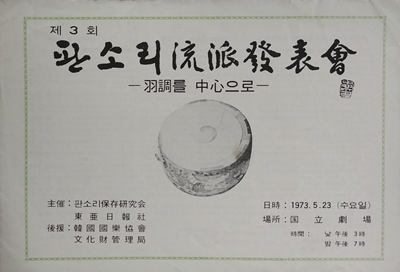 제 3 회
판소리流派發表會
－羽調를 中心으로－
主催：판소리保存研究会
東亜日報社
後援：韓國國樂協會
文化財管理局
日時：1973.5.23 (수요일)
場所：国立劇場
時間：낮 午後 3 時
밤 午後 7 時